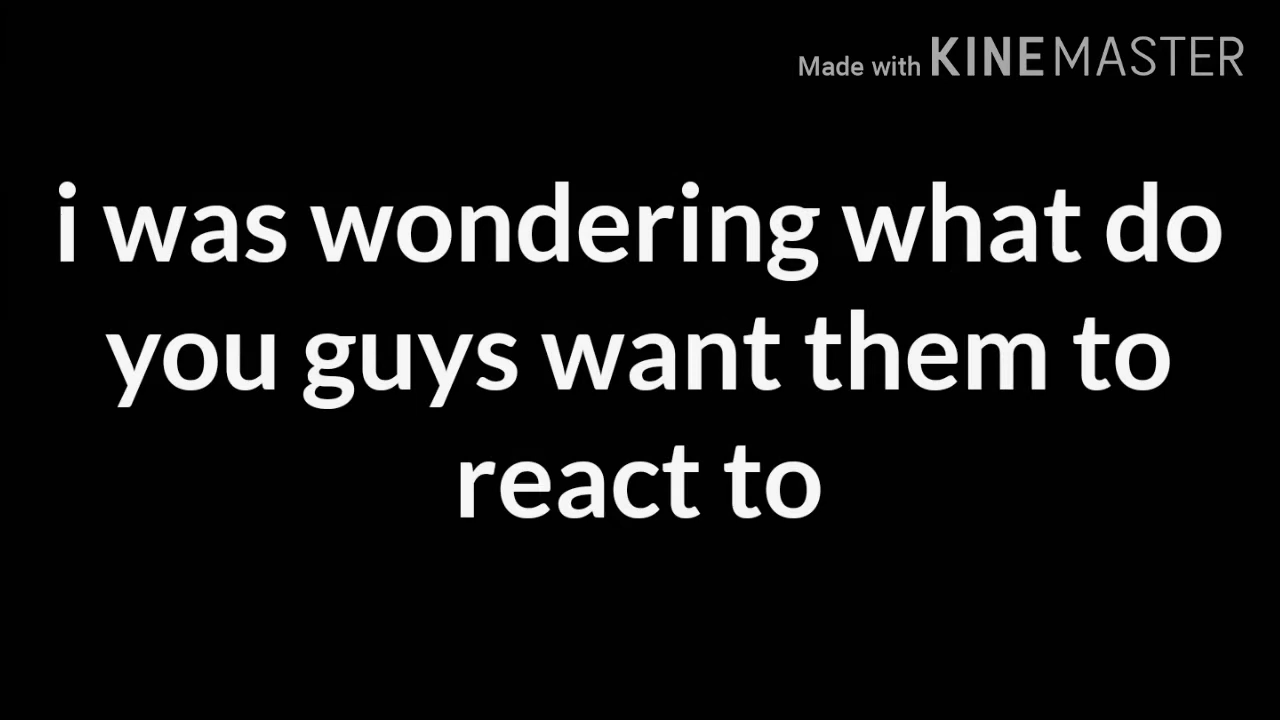 Made with KINEMASTER
i was wondering what do
you guys want them to
react to